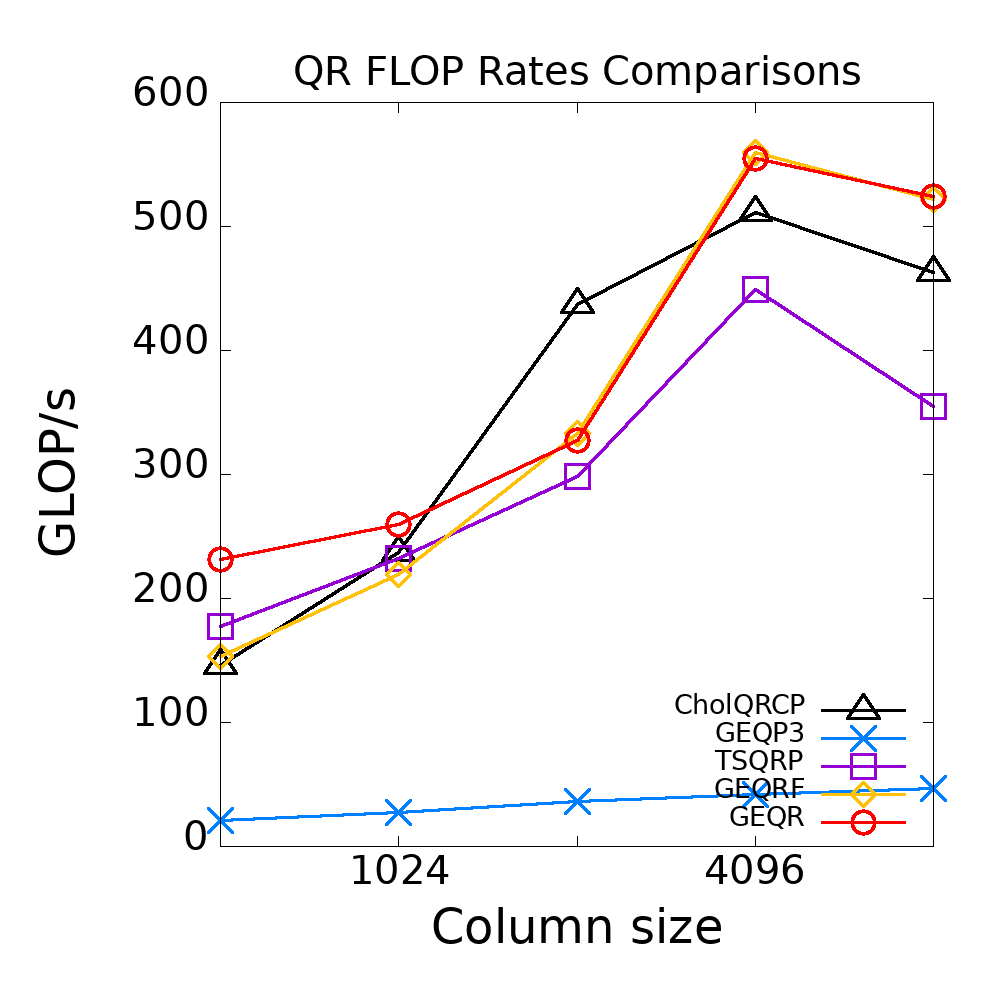 QR FLOP Rates Comparisons
600
500
400
300
200
100
0
GLOP/s
CholQRCP
GEQP3
TSQRP
GEQRF
GEQR
1024
4096
Column size